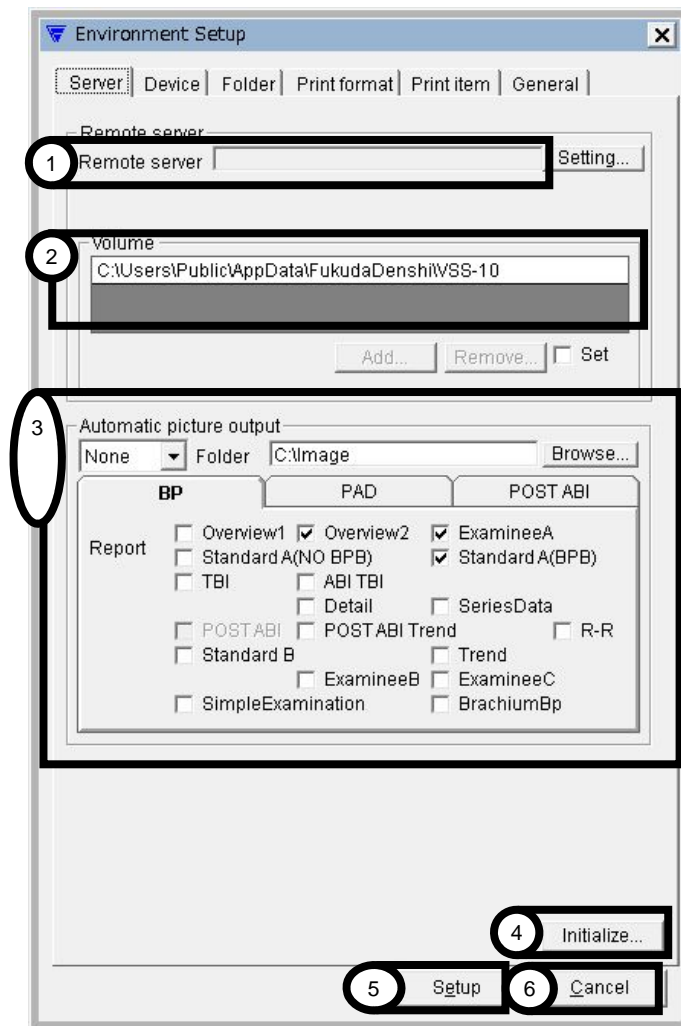 Environment Setup
Server Device Folder Print format Print item General
Remote server
1 Remote server Setting...
Volume
2
C:\Users\Public\AppData\FukudaDenshi\VSS-10
Add... Remove... Set
3
Automatic picture output
None Folder C:\Image Browse...
BP PAD POST ABI
Report
Overview1 Overview2 ExamineeA
Standard A(NO BPB) Standard A(BPB)
TBI ABI TBI
Detail SeriesData
POST ABI POST ABI Trend R-R
Standard B Trend
ExamineeB ExamineeC
SimpleExamination BrachiumBp
4 Initialize...
5 Setup 6 Cancel